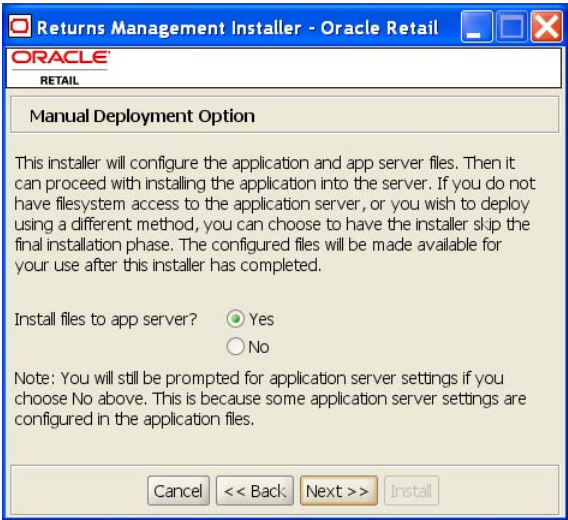 Returns Management Installer - Oracle Retail
ORACLE
RETAIL
Manual Deployment Option
This installer will configure the application and app server files. Then it
can proceed with installing the application into the server. If you do not
have filesystem access to the application server, or you wish to deploy
using a different method, you can choose to have the installer skip the
final installation phase. The configured files will be made available for
your use after this installer has completed.
Install files to app server? Yes
No
Note: You will still be prompted for application server settings if you
choose No above. This is because some application server settings are
configured in the application files.
Cancel << Back Next >> Install